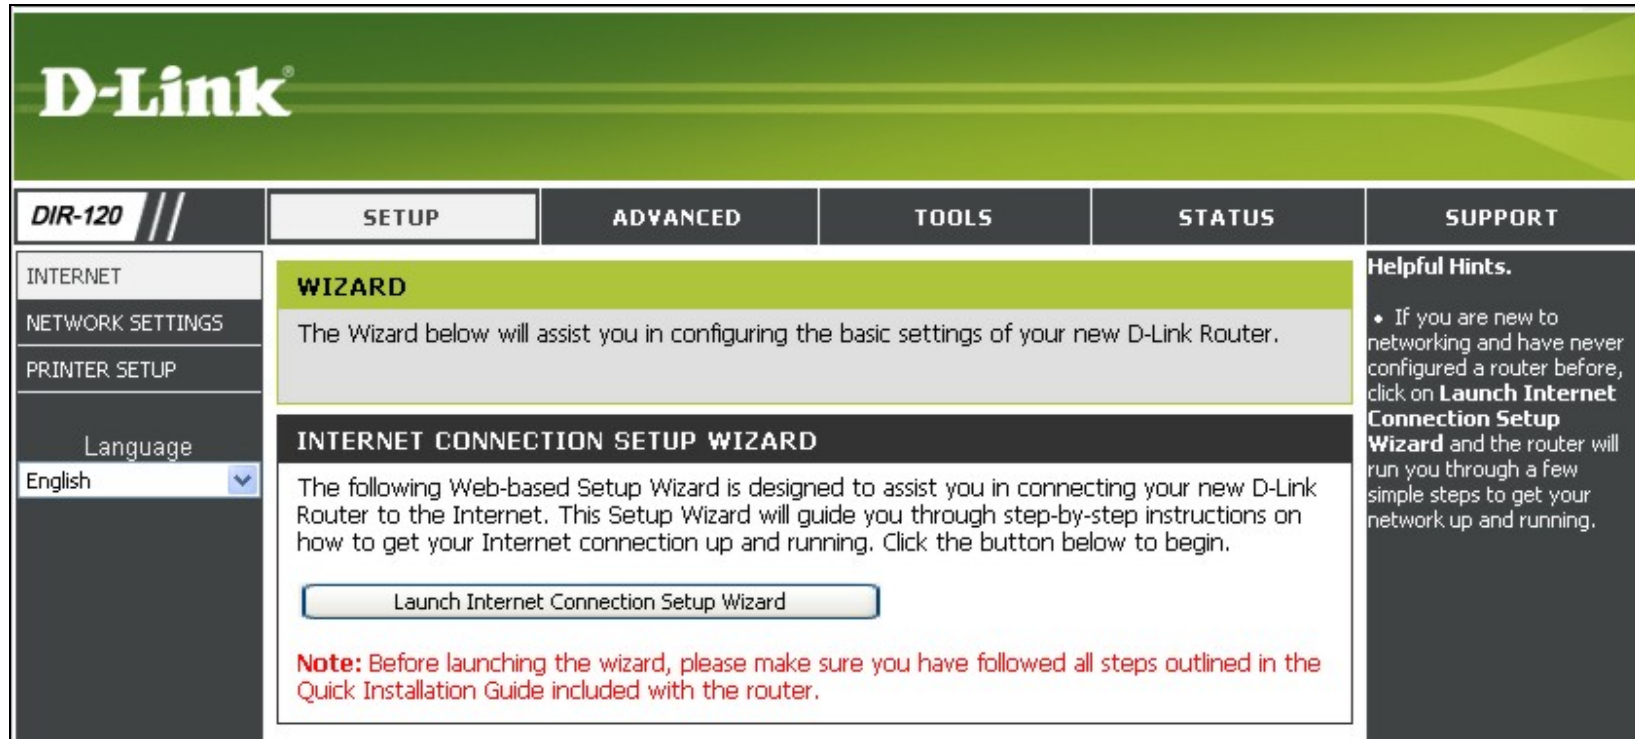 D-Link®
DIR-120
SETUP
ADVANCED
TOOLS
STATUS
SUPPORT
INTERNET
NETWORK SETTINGS
PRINTER SETUP
Language
English
WIZARD
The Wizard below will assist you in configuring the basic settings of your new D-Link Router.
INTERNET CONNECTION SETUP WIZARD
The following Web-based Setup Wizard is designed to assist you in connecting your new D-Link
Router to the Internet. This Setup Wizard will guide you through step-by-step instructions on
how to get your Internet connection up and running. Click the button below to begin.
Launch Internet Connection Setup Wizard
Note: Before launching the wizard, please make sure you have followed all steps outlined in the
Quick Installation Guide included with the router.
Helpful Hints.
• If you are new to
networking and have never
configured a router before,
click on Launch Internet
Connection Setup
Wizard and the router will
run you through a few
simple steps to get your
network up and running.